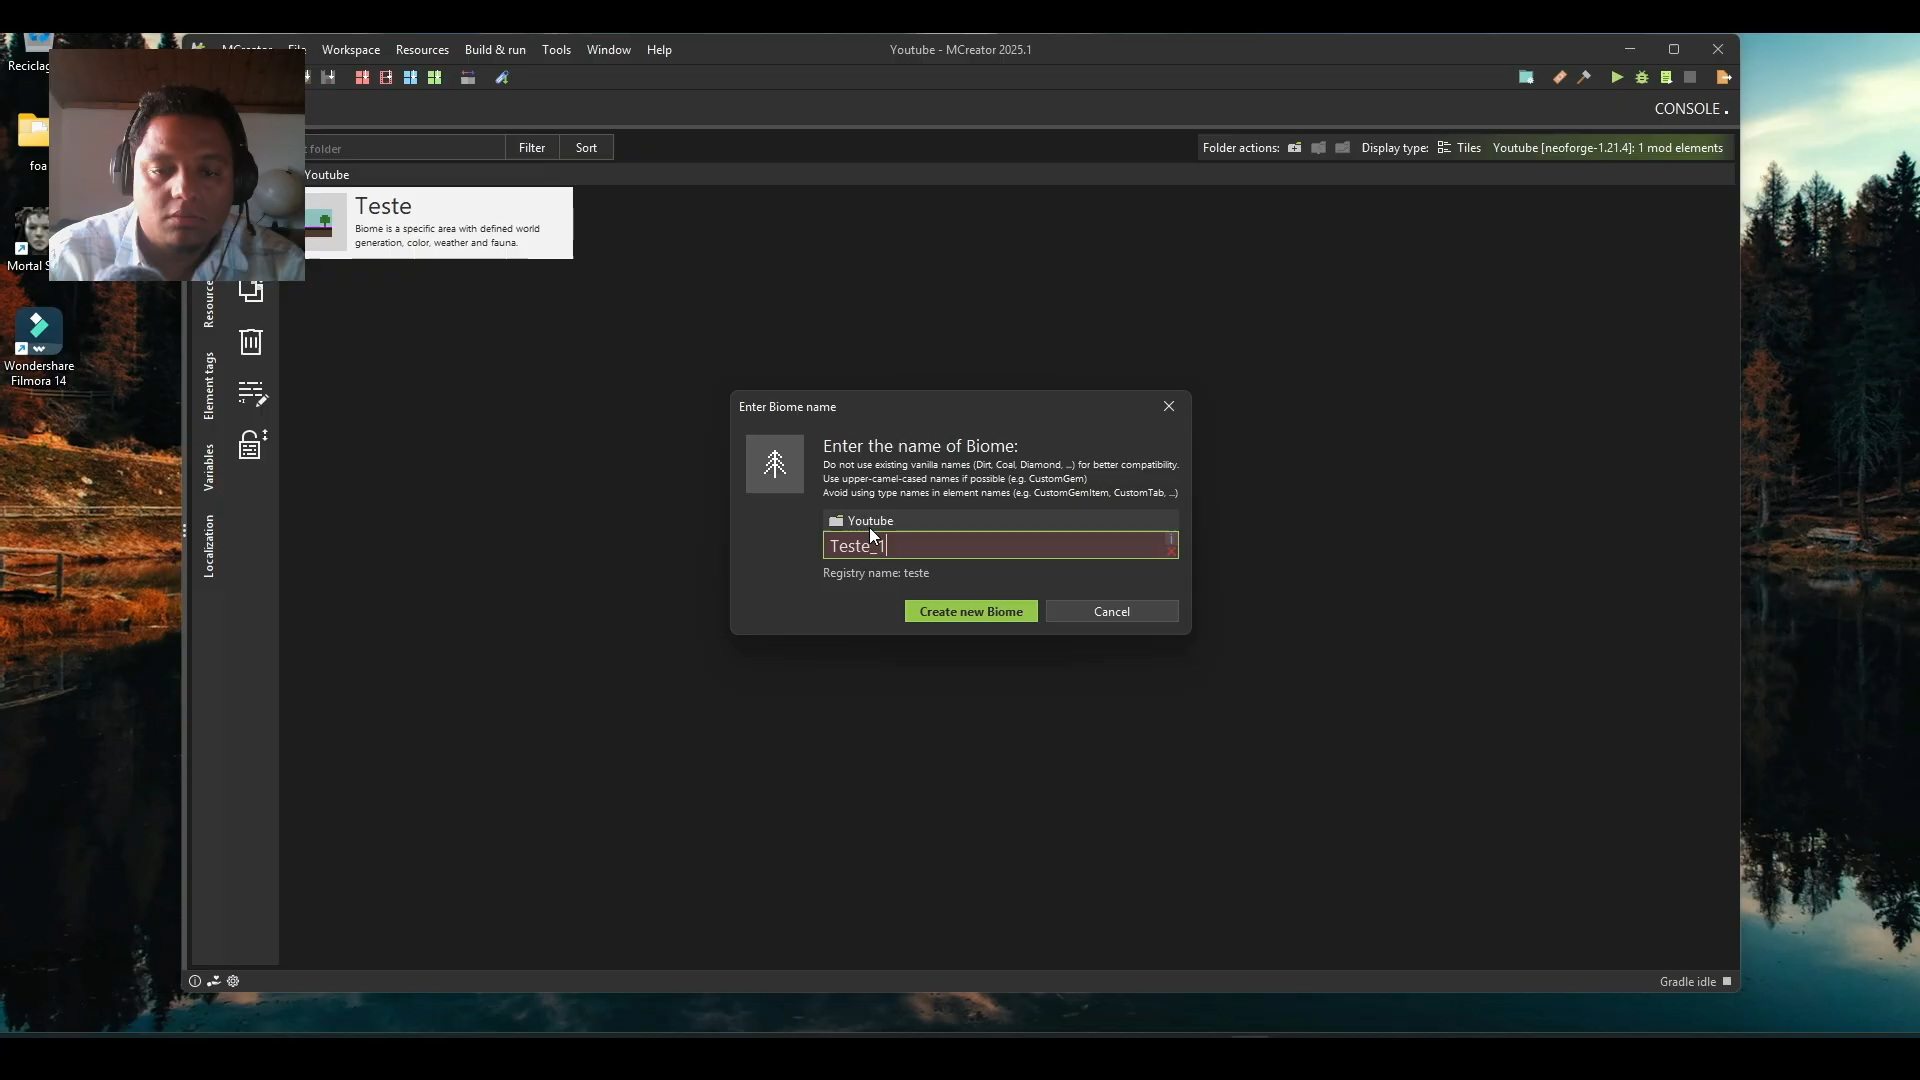 Reciclag
MCreator File Workspace Resources Build & run Tools Window Help
Youtube - MCreator 2025.1
CONSOLE
folder
Filter
Sort
Folder actions:
Display type:
Tiles
Youtube [neoforge-1.21.4]: 1 mod elements
foa
Youtube
Teste
Biome is a specific area with defined world
generation, color, weather and fauna.
Mortal S
Resource
Element tags
Variables
Localization
Wondershare
Filmora 14
Enter Biome name
Enter the name of Biome:
Do not use existing vanilla names (Dirt, Coal, Diamond, ...) for better compatibility.
Use upper-camel-cased names if possible (e.g. CustomGem)
Avoid using type names in element names (e.g. CustomGemItem, CustomTab, ...)
Youtube
Teste_1
Registry name: teste
Create new Biome
Cancel
Gradle idle